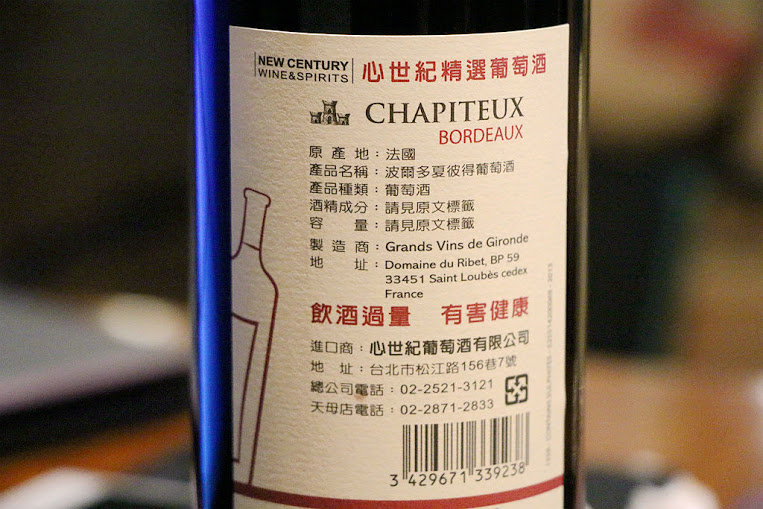 NEW CENTURY
WINE&SPIRITS
心世紀精選葡萄酒
CHAPITEUX
BORDEAUX
原產地：法國
產品名稱：波爾多夏彼得葡萄酒
產品種類：葡萄酒
酒精成分：請見原文標籤
容量：請見原文標籤
製造商：Grands Vins de Gironde
地址：Domaine du Ribet, BP 59
33451 Saint Loubès cedex
France
飲酒過量 有害健康
進口商：心世紀葡萄酒有限公司
地址：台北市松江路156巷7號
總公司電話：02-2521-3121
天母店電話：02-2871-2833
3 429671 339238